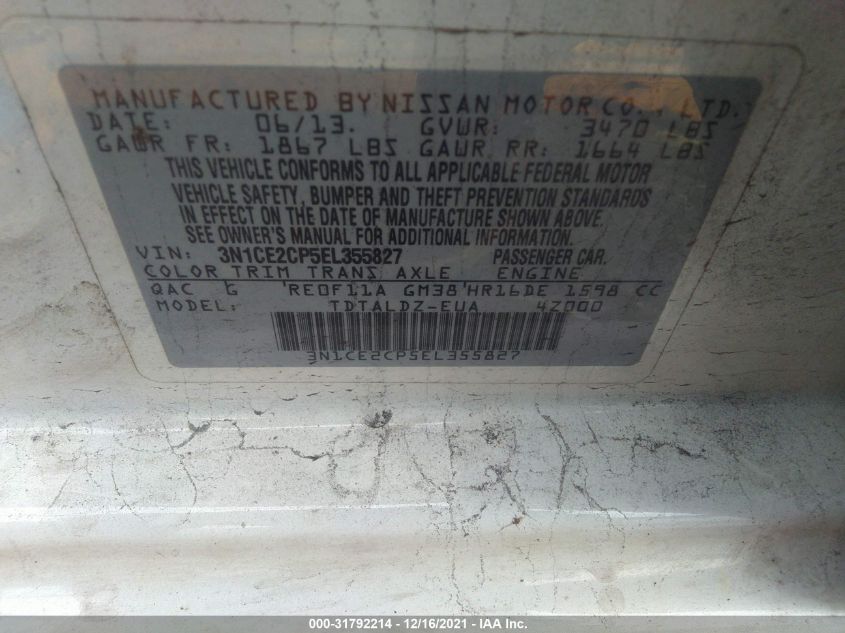 MANUFACTURED BY NISSAN MOTOR CO., LTD.
DATE: 06/13. GVWR: 3470 LBS
GAWR FR: 1867 LBS GAWR RR: 1664 LBS
THIS VEHICLE CONFORMS TO ALL APPLICABLE FEDERAL MOTOR
VEHICLE SAFETY, BUMPER AND THEFT PREVENTION STANDARDS
IN EFFECT ON THE DATE OF MANUFACTURE SHOWN ABOVE.
SEE OWNER'S MANUAL FOR ADDITIONAL INFORMATION.
VIN: 3N1CE2CP5EL355827 PASSENGER CAR.
COLOR TRIM TRANS AXLE ENGINE
QAC G RE0F11A GM38 HR16DE 1598 CC
MODEL: TDTALDZ-EUA 4Z000
3N1CE2CP5EL355827
000-31792214 - 12/16/2021 - IAA Inc.